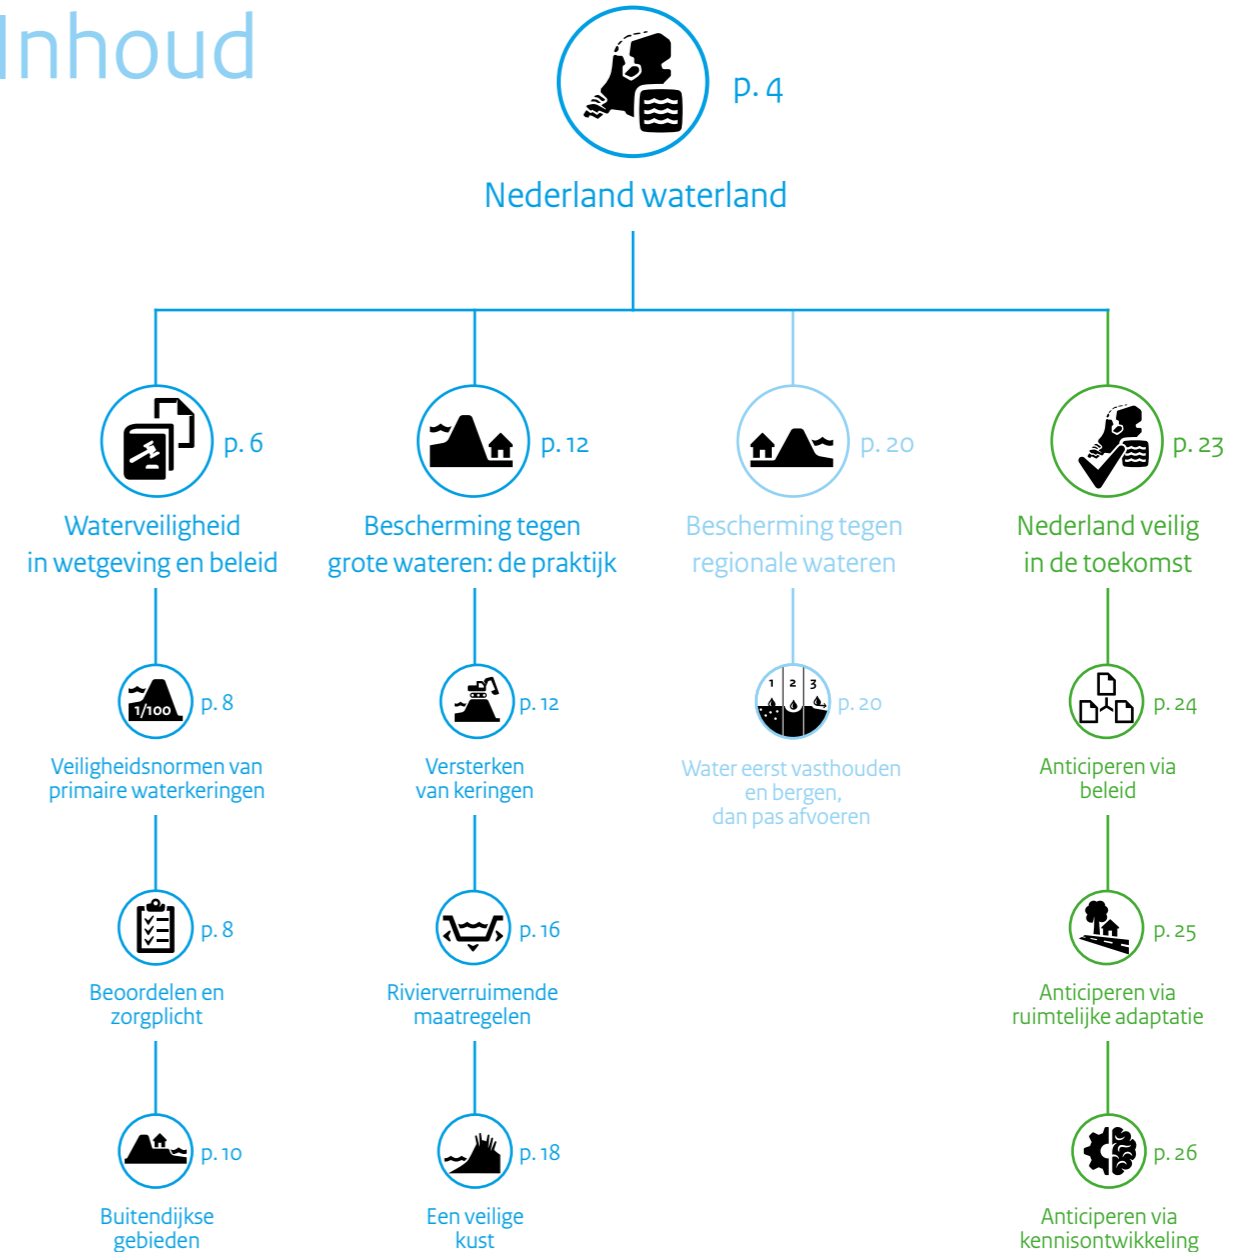 Inhoud
p. 4
Nederland waterland
p. 6
Waterveiligheid
in wetgeving en beleid
1/100
p. 8
Veiligheidsnormen van
primaire waterkeringen
p. 8
Beoordelen en
zorgplicht
p. 10
Buitendijkse
gebieden
p. 12
Bescherming tegen
grote wateren: de praktijk
p. 12
Versterken
van keringen
p. 16
Rivierverruimende
maatregelen
p. 18
Een veilige
kust
p. 20
Bescherming tegen
regionale wateren
1 2 3
p. 20
Water eerst vasthouden
en bergen,
dan pas afvoeren
p. 23
Nederland veilig
in de toekomst
p. 24
Anticiperen via
beleid
p. 25
Anticiperen via
ruimtelijke adaptatie
p. 26
Anticiperen via
kennisontwikkeling